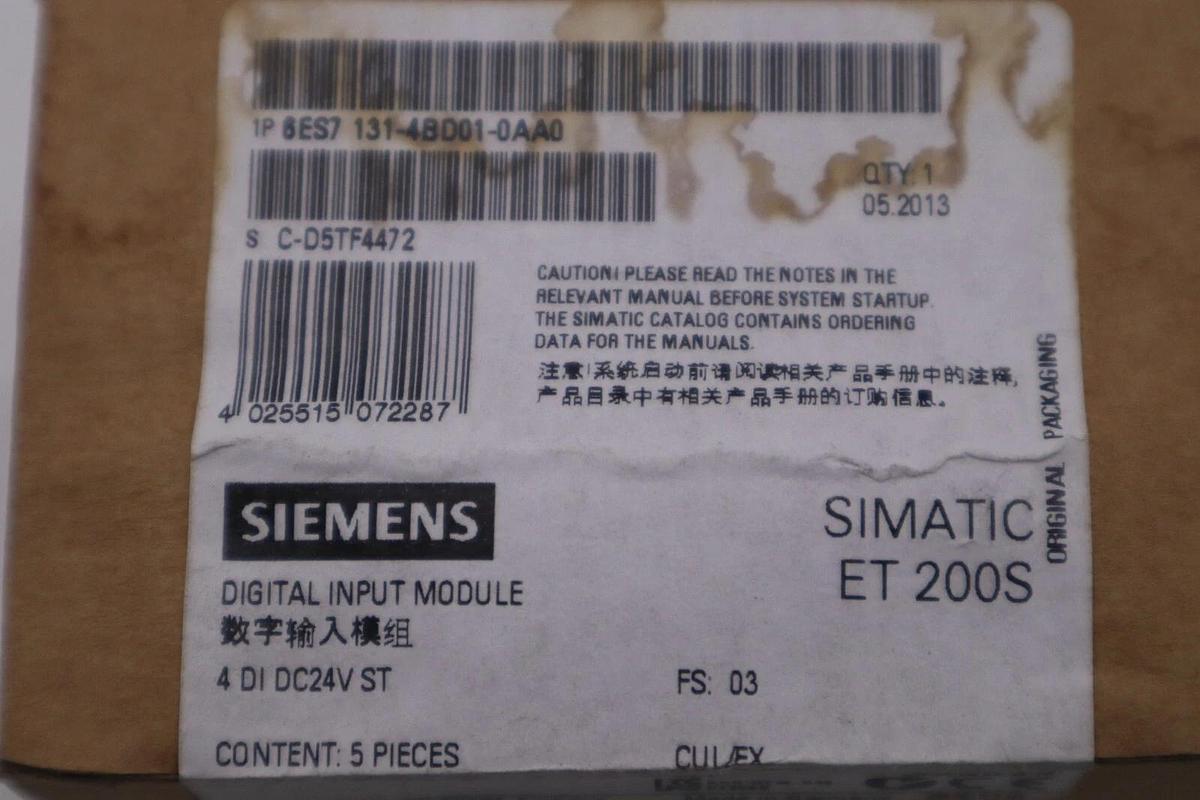 1P 6ES7 131-4BD01-0AA0
QTY: 1
05.2013
S C-D5TF4472
CAUTION! PLEASE READ THE NOTES IN THE
RELEVANT MANUAL BEFORE SYSTEM STARTUP.
THE SIMATIC CATALOG CONTAINS ORDERING
DATA FOR THE MANUALS.
注意!系统启动前请阅读相关产品手册中的注释,
产品目录中有相关产品手册的订购信息。
4 025515 072287
ORIGINAL PACKAGING
SIEMENS
SIMATIC
ET 200S
DIGITAL INPUT MODULE
数字输入模组
4 DI DC24V ST
FS: 03
CONTENT: 5 PIECES
CUL/EX